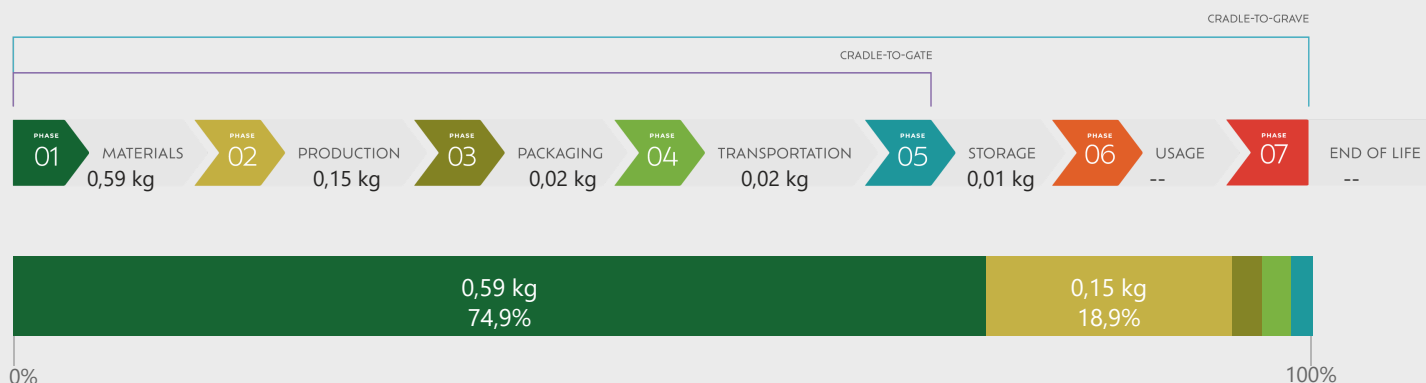 CRADLE-TO-GRAVE
CRADLE-TO-GATE
PHASE
01
MATERIALS
0,59 kg
PHASE
02
PRODUCTION
0,15 kg
PHASE
03
PACKAGING
0,02 kg
PHASE
04
TRANSPORTATION
0,02 kg
PHASE
05
STORAGE
0,01 kg
PHASE
06
USAGE
--
PHASE
07
END OF LIFE
--
0,59 kg
74,9%
0,15 kg
18,9%
0%
100%